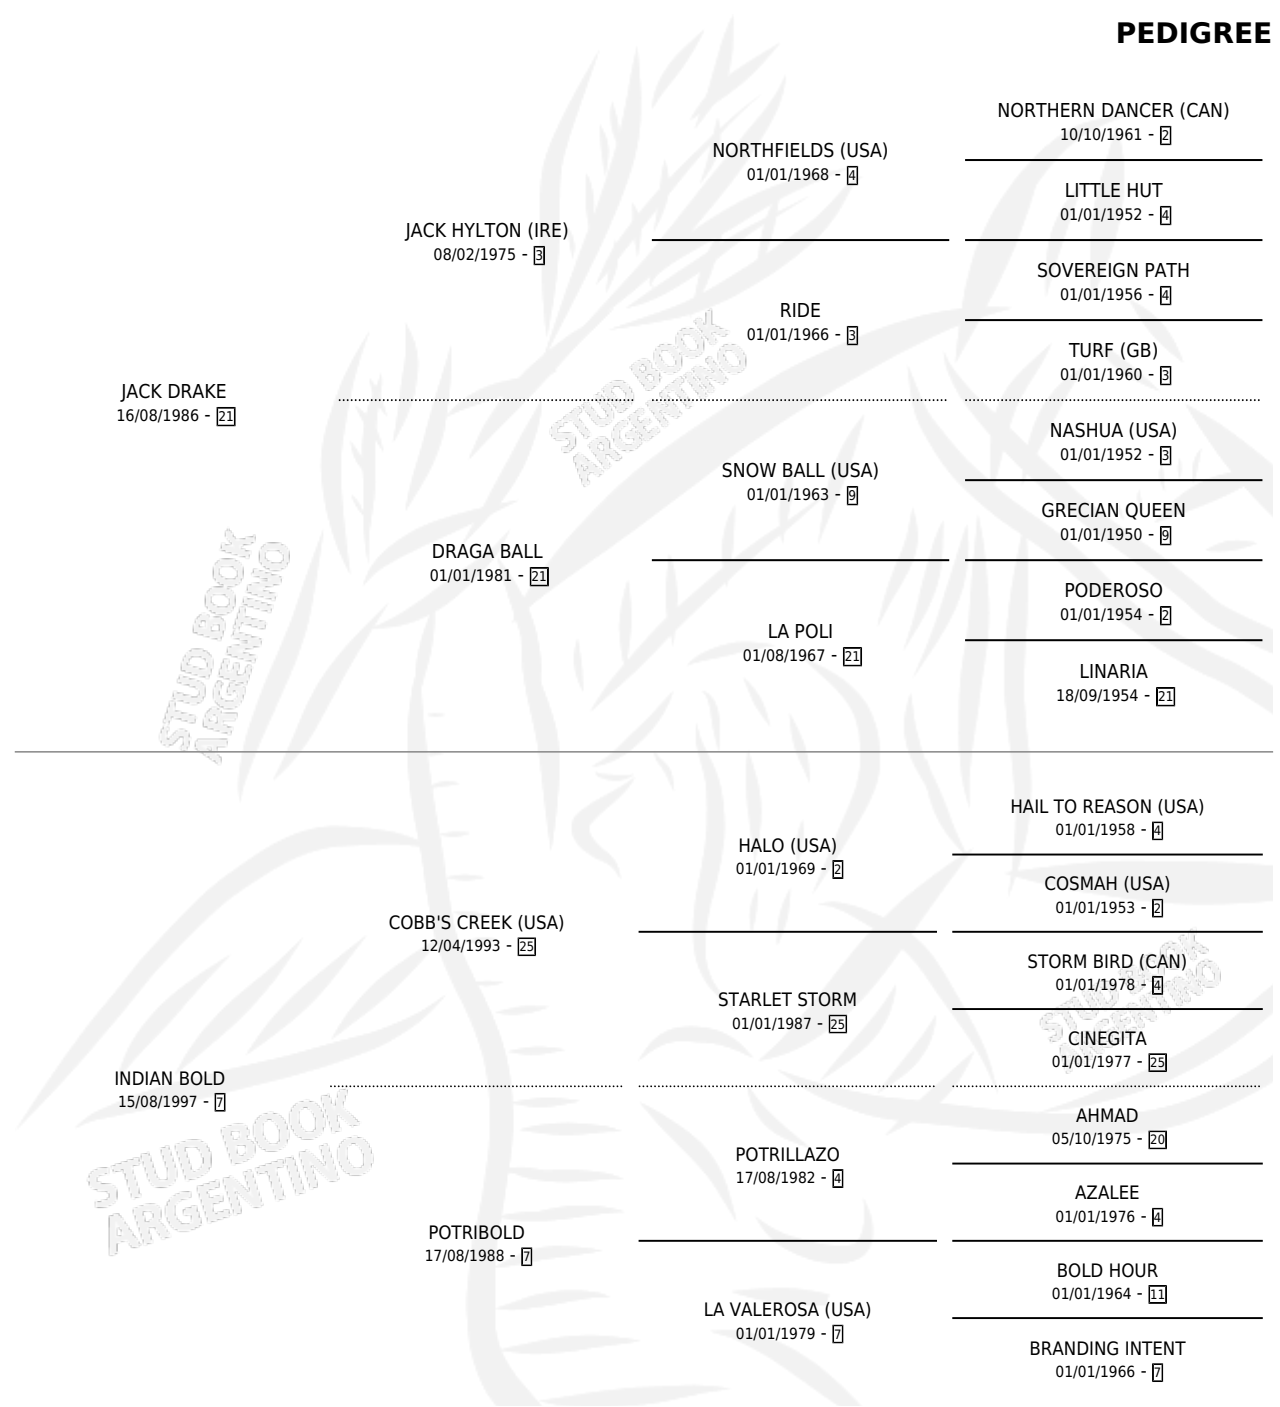 PEDIGREE
NORTHERN DANCER (CAN)
10/10/1961 - 2
NORTHFIELDS (USA)
01/01/1968 - 4
LITTLE HUT
01/01/1952 - 4
JACK HYLTON (IRE)
08/02/1975 - 3
SOVEREIGN PATH
01/01/1956 - 4
RIDE
01/01/1966 - 3
TURF (GB)
01/01/1960 - 3
JACK DRAKE
16/08/1986 - 21
NASHUA (USA)
01/01/1952 - 3
SNOW BALL (USA)
01/01/1963 - 9
GRECIAN QUEEN
01/01/1950 - 9
DRAGA BALL
01/01/1981 - 21
PODEROSO
01/01/1954 - 2
LA POLI
01/08/1967 - 21
LINARIA
18/09/1954 - 21
HAIL TO REASON (USA)
01/01/1958 - 4
HALO (USA)
01/01/1969 - 2
COSMAH (USA)
01/01/1953 - 2
COBB'S CREEK (USA)
12/04/1993 - 25
STORM BIRD (CAN)
01/01/1978 - 4
STARLET STORM
01/01/1987 - 25
CINEGITA
01/01/1977 - 25
INDIAN BOLD
15/08/1997 - 7
AHMAD
05/10/1975 - 20
POTRILLAZO
17/08/1982 - 4
AZALEE
01/01/1976 - 4
POTRIBOLD
17/08/1988 - 7
BOLD HOUR
01/01/1964 - 11
LA VALEROSA (USA)
01/01/1979 - 7
BRANDING INTENT
01/01/1966 - 7
STUD BOOK
ARGENTINO
STUD BOOK
ARGENTINO
STUD BOOK
ARGENTINO
STUD BOOK
ARGENTINO